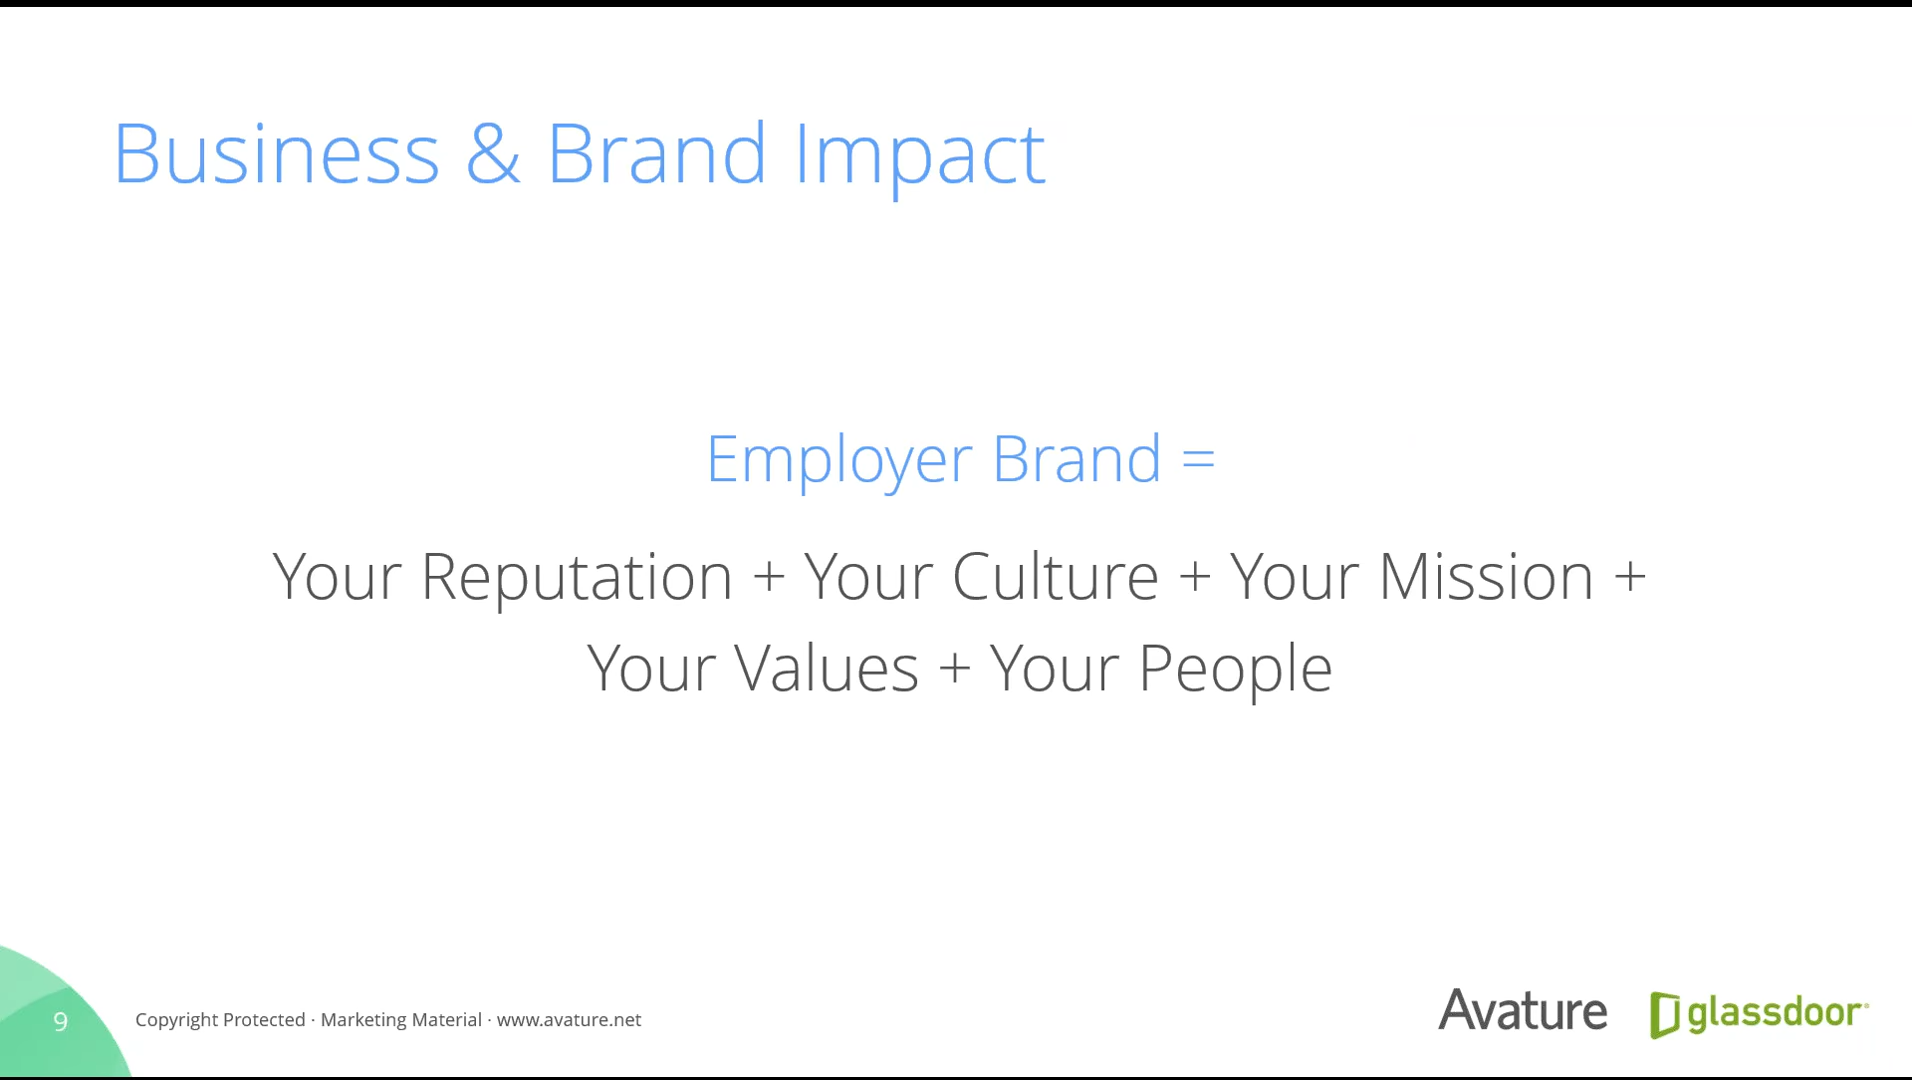 Business & Brand Impact
Employer Brand =
Your Reputation + Your Culture + Your Mission +
Your Values + Your People
9
Copyright Protected · Marketing Material · www.avature.net
Avature
glassdoor